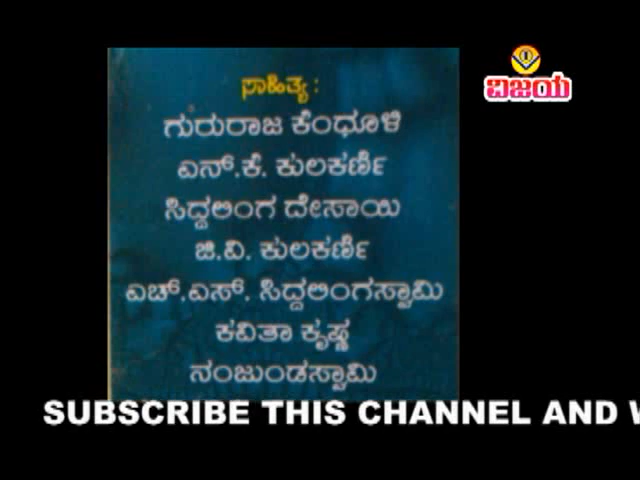 ಸಾಹಿತ್ಯ :
ಗುರುರಾಜ ಕೆಂಧೂಳಿ
ಎನ್.ಕೆ. ಕುಲಕರ್ಣಿ
ಸಿದ್ದಲಿಂಗ ದೇಸಾಯಿ
ಜಿ.ವಿ. ಕುಲಕರ್ಣಿ
ಎಚ್.ಎಸ್. ಸಿದ್ದಲಿಂಗಸ್ವಾಮಿ
ಕವಿತಾ ಕೃಷ್ಣ
ನಂಜುಂಡಸ್ವಾಮಿ
ವಿಜಯ
SUBSCRIBE THIS CHANNEL AND